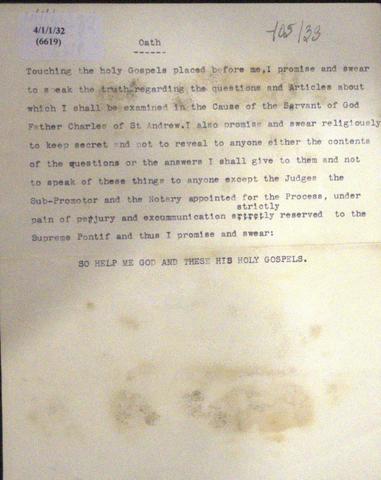 4/1/1/32
(6619)
105/33
Oath
Touching the holy Gospels placed before me,I promise and swear
to speak the truth regarding the questions and Articles about
which I shall be examined in the Cause of the Servant of God
Father Charles of St Andrew.I also promise and swear religiously
to keep secret and not to reveal to anyone either the contents
of the questions or the answers I shall give to them and not
to speak of these things to anyone except the Judges the
Sub-Promotor and the Notary appointed for the Process, under
strictly
pain of perjury and excommunication reserved to the
Supreme Pontif and thus I promise and swear:
SO HELP ME GOD AND THESE HIS HOLY GOSPELS.